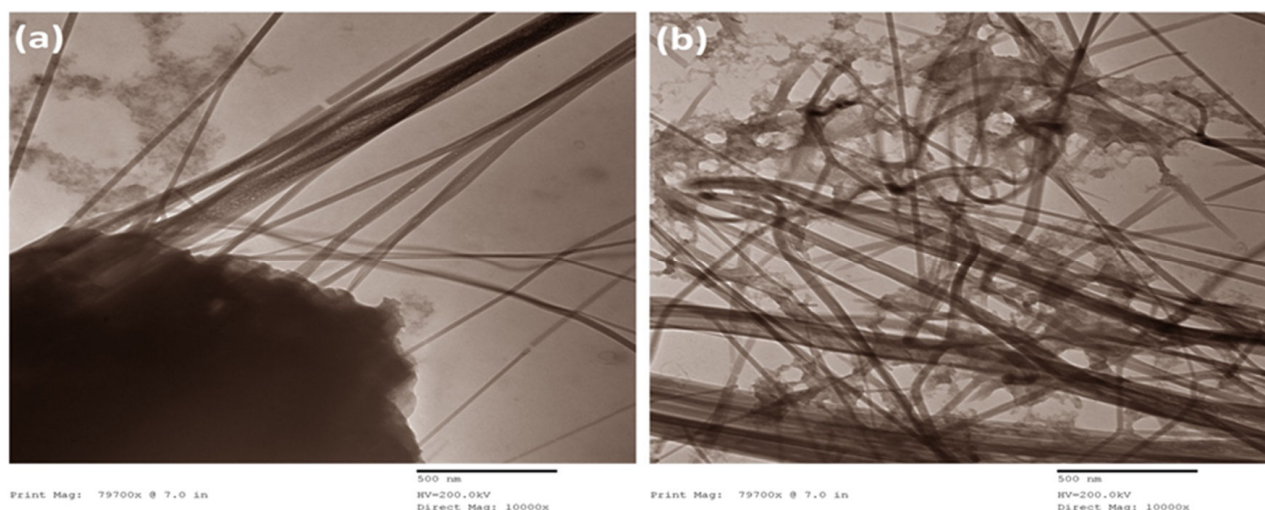 (a)
(b)
500 nm
Print Mag: 79700x @ 7.0 in
HV=200.0kV
Direct Mag: 10000x
500 nm
Print Mag: 79700x @ 7.0 in
HV=200.0kV
Direct Mag: 10000x